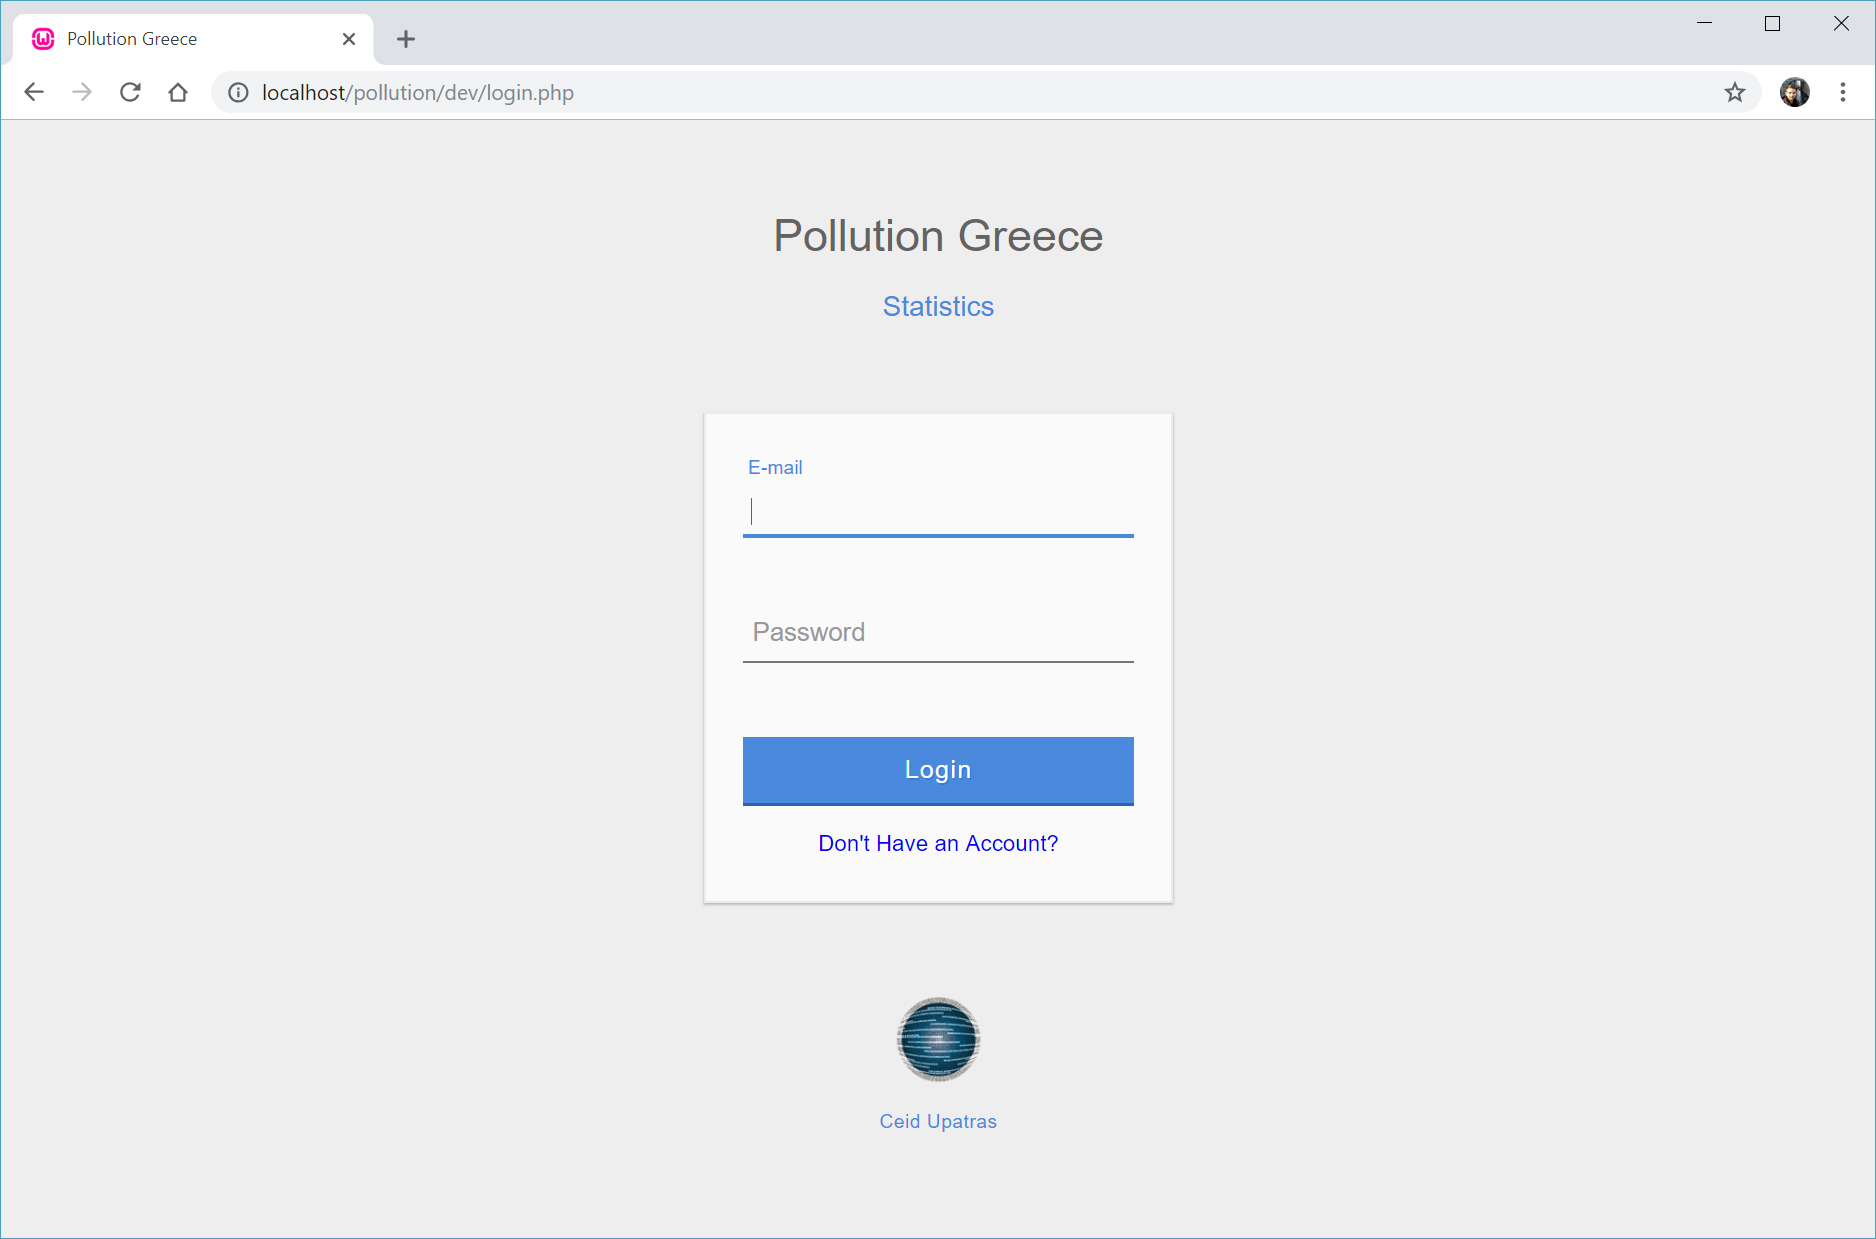 Pollution Greece
localhost/pollution/dev/login.php
Pollution Greece
Statistics
E-mail
Password
Login
Don't Have an Account?
Ceid Upatras